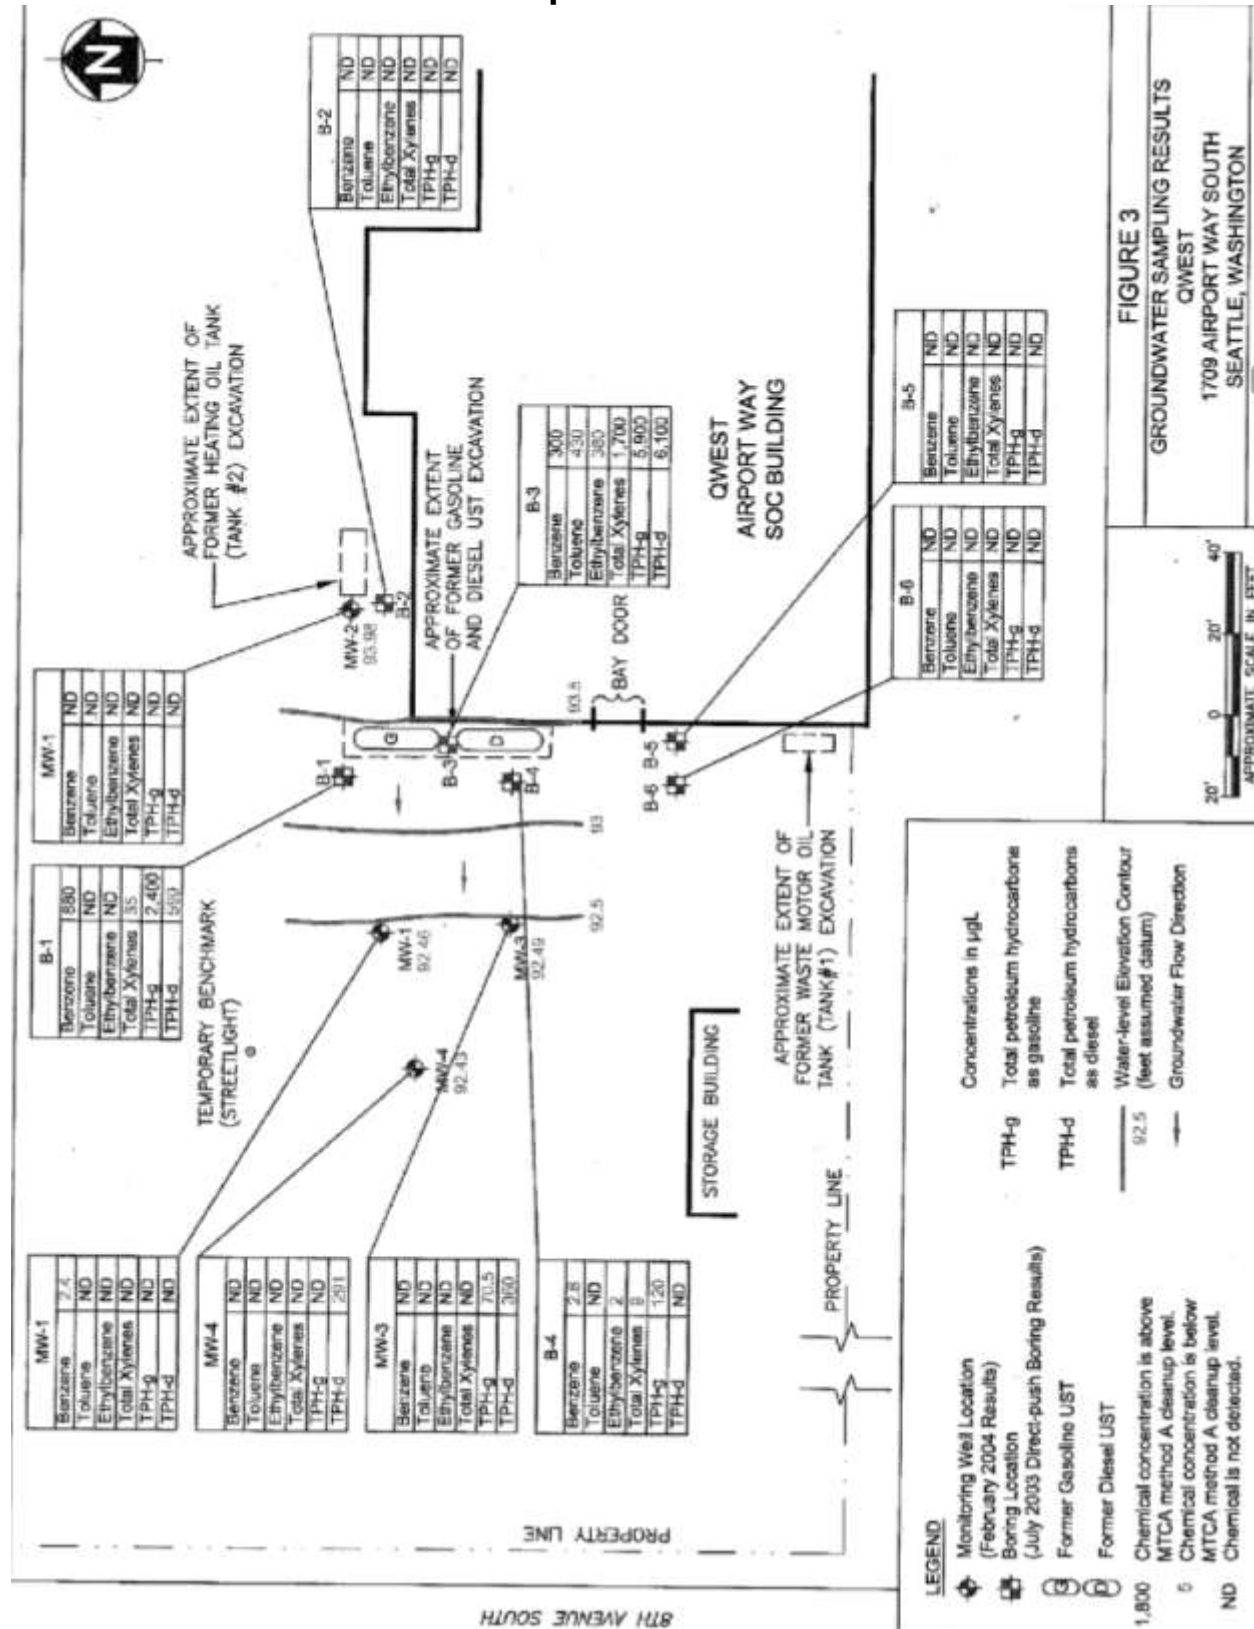 N
B-2
Benzene ND
Toluene ND
Ethylbenzene ND
Total Xylenes ND
TPH-g ND
TPH-d ND
APPROXIMATE EXTENT OF
FORMER HEATING OIL TANK
(TANK #2) EXCAVATION
MW-1
Benzene ND
Toluene ND
Ethylbenzene ND
Total Xylenes ND
TPH-g ND
TPH-d ND
B-1
Benzene 880
Toluene ND
Ethylbenzene ND
Total Xylenes 35
TPH-g 2,400
TPH-d
TEMPORARY BENCHMARK
(STREETLIGHT)
MW-1
Benzene 2.4
Toluene ND
Ethylbenzene ND
Total Xylenes ND
TPH-g ND
TPH-d ND
MW-4
Benzene ND
Toluene ND
Ethylbenzene ND
Total Xylenes ND
TPH-g ND
TPH-d 291
MW-3
Benzene ND
Toluene ND
Ethylbenzene ND
Total Xylenes ND
TPH-g 70.5
TPH-d 360
B-4
Benzene 2.8
Toluene ND
Ethylbenzene 2
Total Xylenes 9
TPH-g 120
TPH-d ND
MW-2
93.98
B-2
APPROXIMATE EXTENT
OF FORMER GASOLINE
AND DIESEL UST EXCAVATION
B-3
Benzene 300
Toluene 430
Ethylbenzene 380
Total Xylenes 1,700
TPH-g 5,900
TPH-d 6,100
B-1
G
B-3
D
B-4
93.5
93
92.5
MW-1
92.46
MW-3
92.49
MW-4
92.43
BAY DOOR
QWEST
AIRPORT WAY
SOC BUILDING
B-5
B-6
B-5
Benzene ND
Toluene ND
Ethylbenzene ND
Total Xylenes ND
TPH-g ND
TPH-d ND
B-6
Benzene ND
Toluene ND
Ethylbenzene ND
Total Xylenes ND
TPH-g ND
TPH-d ND
STORAGE BUILDING
APPROXIMATE EXTENT OF
FORMER WASTE MOTOR OIL
TANK (TANK#1) EXCAVATION
PROPERTY LINE
PROPERTY LINE
8TH AVENUE SOUTH
LEGEND
Monitoring Well Location
(February 2004 Results)
Boring Location
(July 2003 Direct-push Boring Results)
G Former Gasoline UST
D Former Diesel UST
1,800 Chemical concentration is above
MTCA method A cleanup level.
5 Chemical concentration is below
MTCA method A cleanup level.
ND Chemical is not detected.
Concentrations in µgL
TPH-g Total petroleum hydrocarbons
as gasoline
TPH-d Total petroleum hydrocarbons
as diesel
92.5 Water-level Elevation Contour
(feet assumed datum)
Groundwater Flow Direction
20' 0 20' 40'
APPROXIMATE SCALE IN FEET
FIGURE 3
GROUNDWATER SAMPLING RESULTS
QWEST
1709 AIRPORT WAY SOUTH
SEATTLE, WASHINGTON